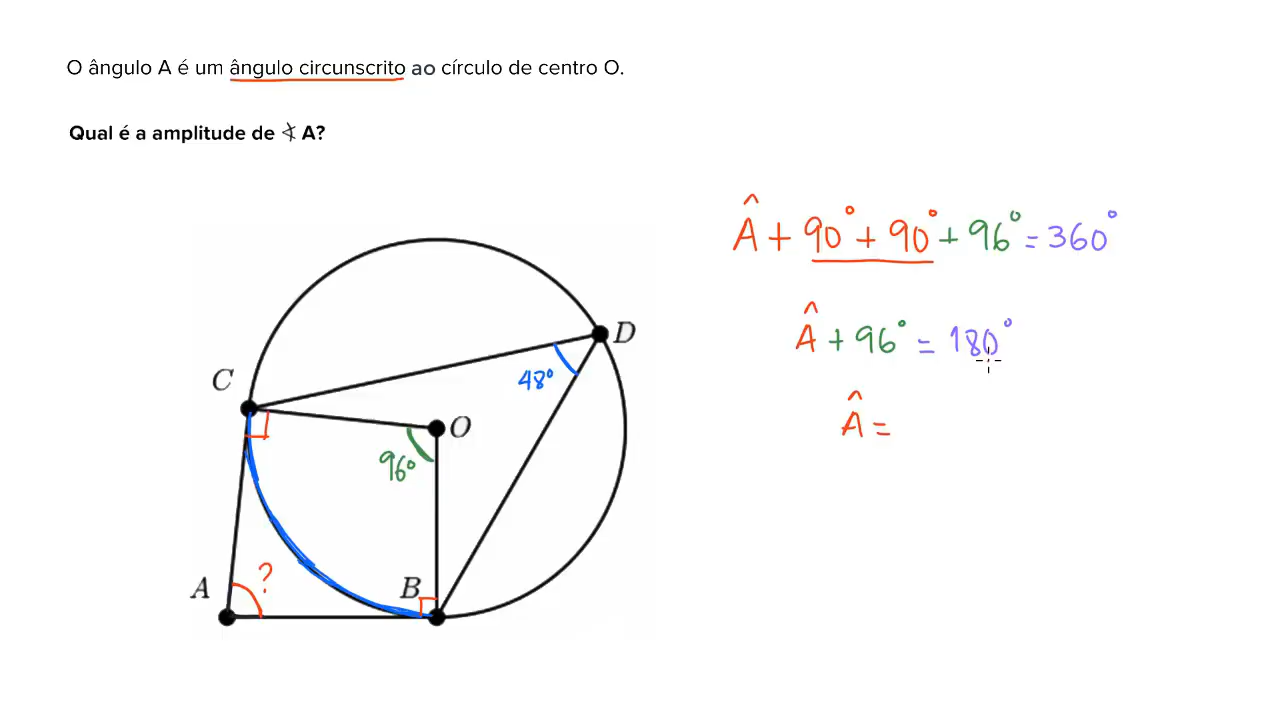 O ângulo A é um ângulo circunscrito ao círculo de centro O.
Qual é a amplitude de ∢ A?
Â + 90° + 90° + 96° = 360°
Â + 96° = 180°
Â =
D
C
48°
O
96°
A
?
B